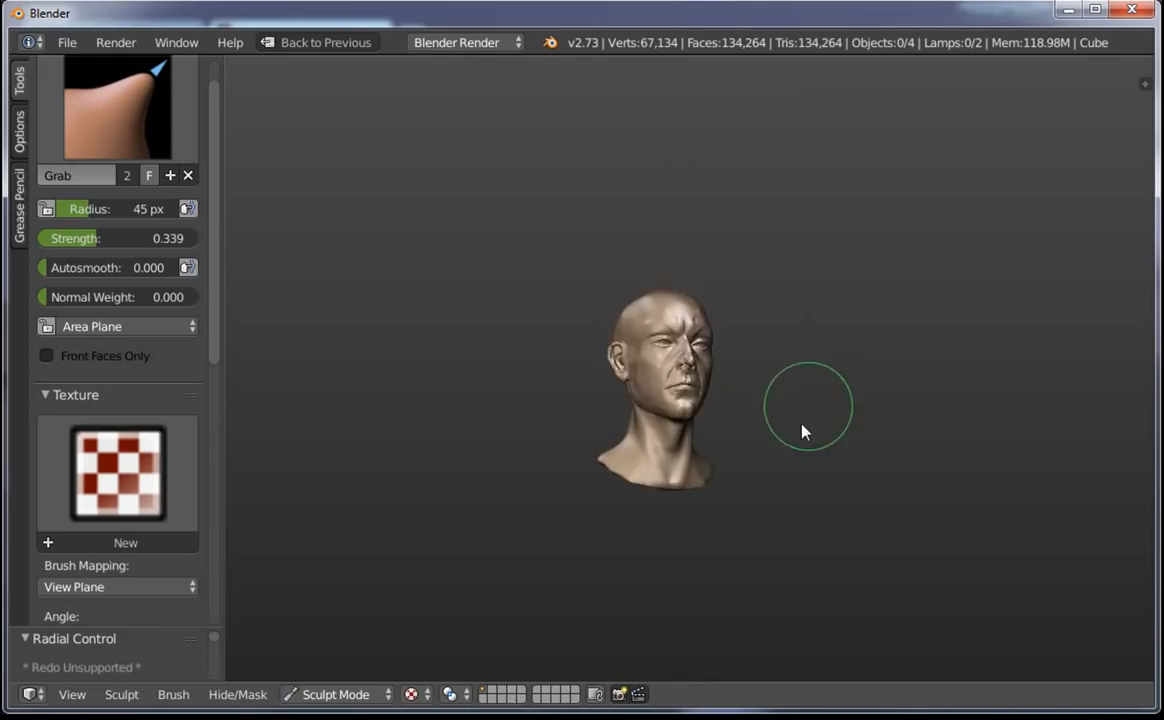 Blender
File Render Window Help Back to Previous Blender Render v2.73 | Verts:67,134 | Faces:134,264 | Tris:134,264 | Objects:0/4 | Lamps:0/2 | Mem:118.98M | Cube
Tools
Options
Grease Pencil
Grab 2 F
Radius: 45 px
Strength: 0.339
Autosmooth: 0.000
Normal Weight: 0.000
Area Plane
Front Faces Only
Texture
New
Brush Mapping:
View Plane
Angle:
Radial Control
* Redo Unsupported *
View Sculpt Brush Hide/Mask Sculpt Mode